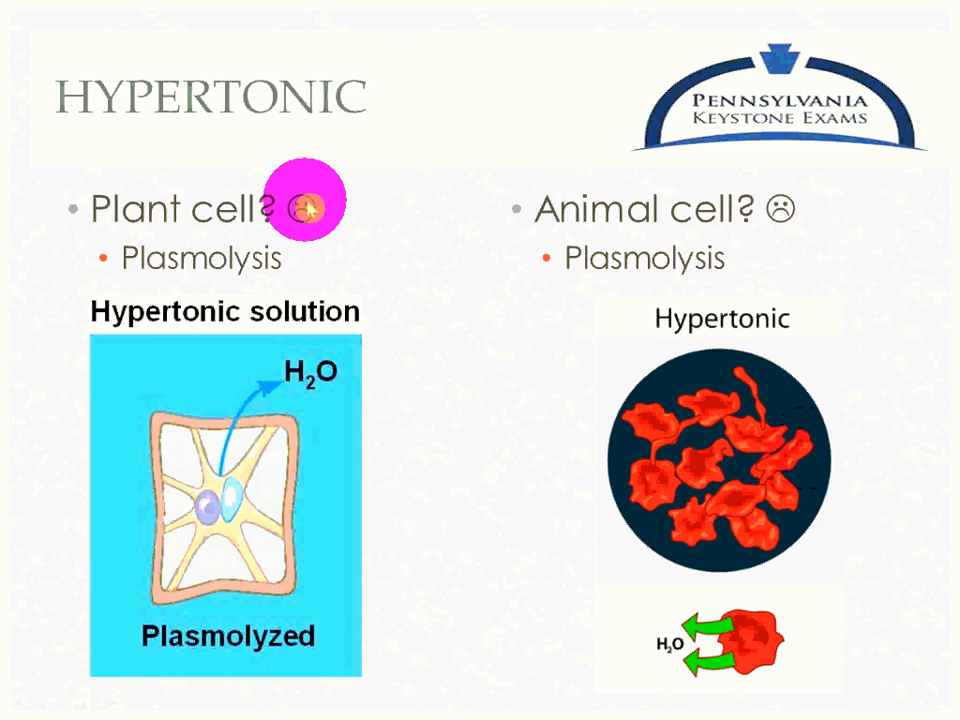 HYPERTONIC
PENNSYLVANIA
KEYSTONE EXAMS
• Plant cell? ☹
• Plasmolysis
Hypertonic solution
H₂O
Plasmolyzed
• Animal cell? ☹
• Plasmolysis
Hypertonic
H₂O